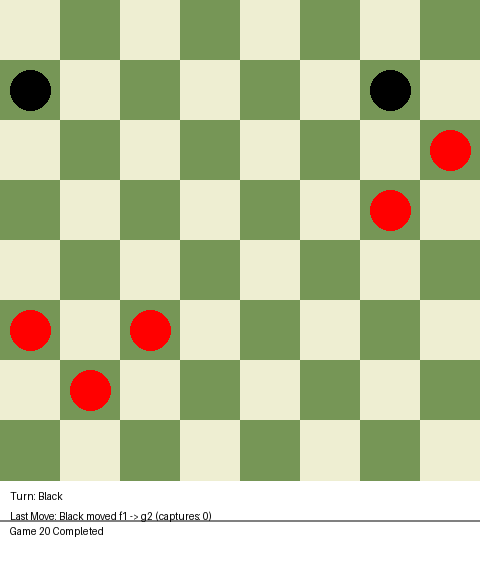 Turn: Black
Last Move: Black moved f1 -> g2 (captures: 0)
Game 20 Completed